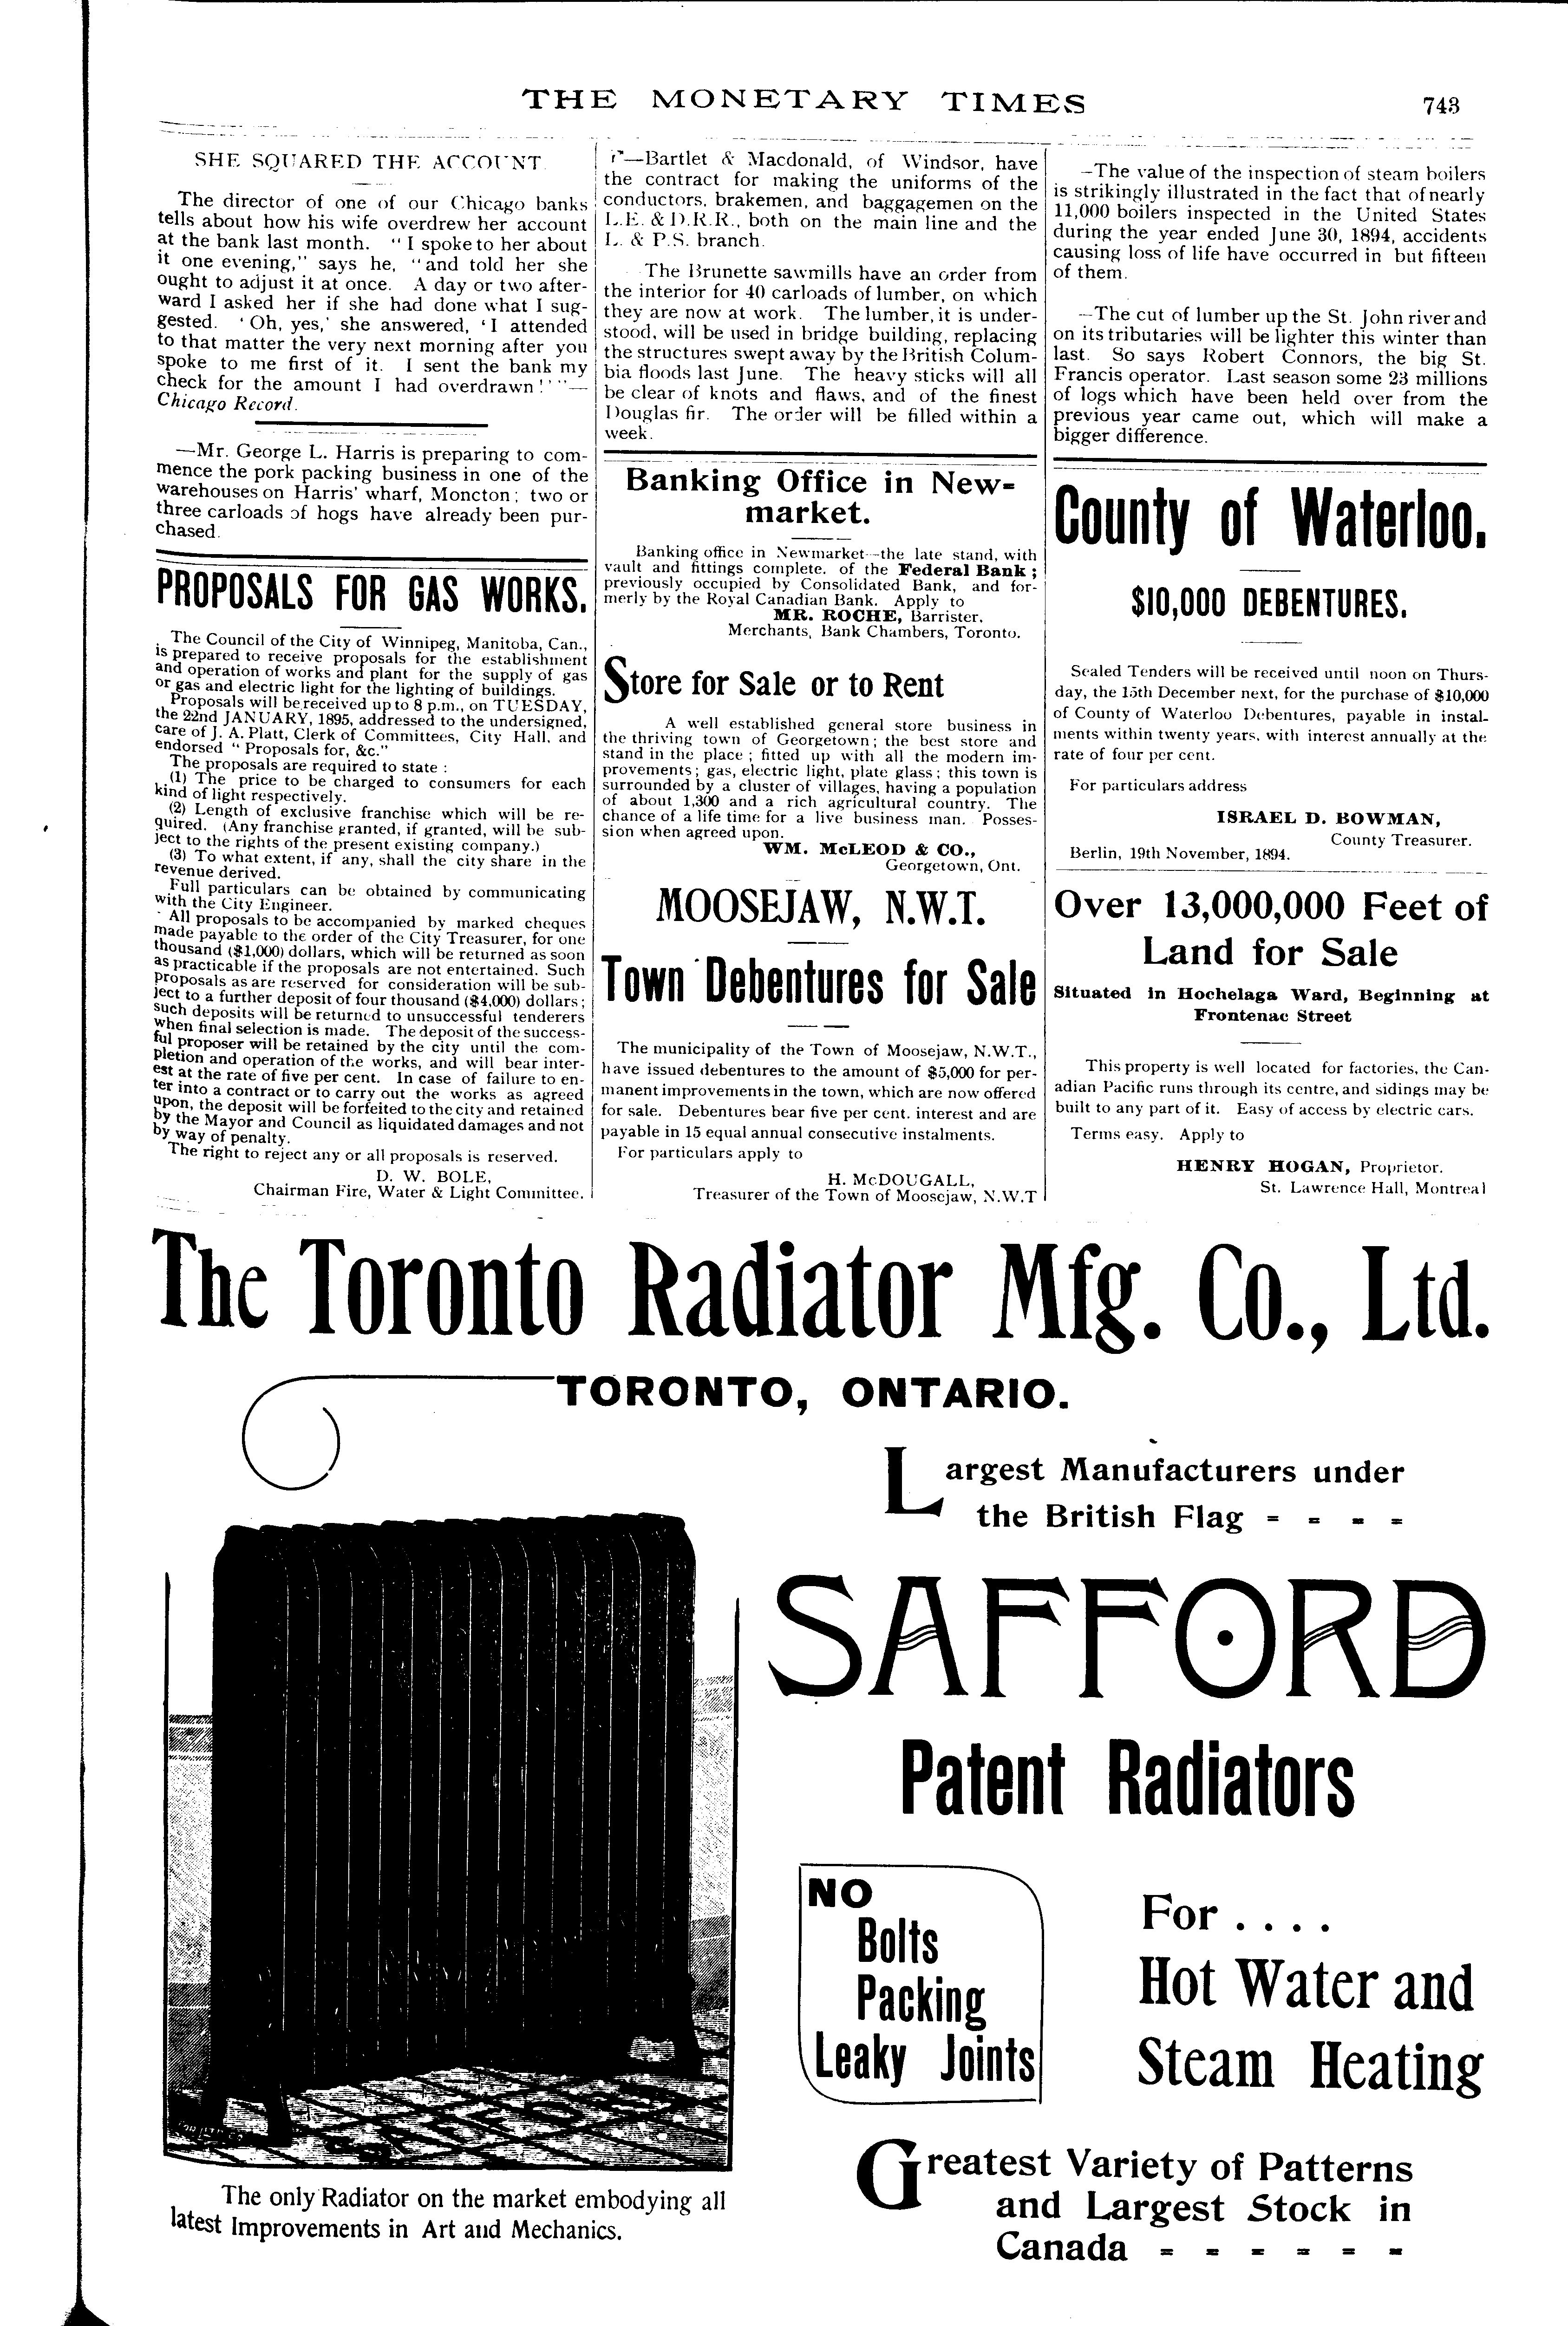 THE MONETARY TIMES
743
SHE SQUARED THE ACCOUNT
The director of one of our Chicago banks
tells about how his wife overdrew her account
at the bank last month. "I spoke to her about
it one evening," says he, "and told her she
ought to adjust it at once. A day or two after-
ward I asked her if she had done what I sug-
gested. 'Oh, yes,' she answered, 'I attended
to that matter the very next morning after you
spoke to me first of it. I sent the bank my
check for the amount I had overdrawn!'"—
Chicago Record.
—Mr. George L. Harris is preparing to com-
mence the pork packing business in one of the
warehouses on Harris' wharf, Moncton; two or
three carloads of hogs have already been pur-
chased.
PROPOSALS FOR GAS WORKS.
The Council of the City of Winnipeg, Manitoba, Can.,
is prepared to receive proposals for the establishment
and operation of works and plant for the supply of gas
or gas and electric light for the lighting of buildings.
Proposals will be received up to 8 p.m., on TUESDAY,
the 22nd JANUARY, 1895, addressed to the undersigned,
care of J. A. Platt, Clerk of Committees, City Hall, and
endorsed "Proposals for, &c."
The proposals are required to state:
(1) The price to be charged to consumers for each
kind of light respectively.
(2) Length of exclusive franchise which will be re-
quired. (Any franchise granted, if granted, will be sub-
ject to the rights of the present existing company.)
(3) To what extent, if any, shall the city share in the
revenue derived.
Full particulars can be obtained by communicating
with the City Engineer.
All proposals to be accompanied by marked cheques
made payable to the order of the City Treasurer, for one
thousand ($1,000) dollars, which will be returned as soon
as practicable if the proposals are not entertained. Such
proposals as are reserved for consideration will be sub-
ject to a further deposit of four thousand ($4,000) dollars;
such deposits will be returned to unsuccessful tenderers
when final selection is made. The deposit of the success-
ful proposer will be retained by the city until the com-
pletion and operation of the works, and will bear inter-
est at the rate of five per cent. In case of failure to en-
ter into a contract or to carry out the works as agreed
upon, the deposit will be forfeited to the city and retained
by the Mayor and Council as liquidated damages and not
by way of penalty.
The right to reject any or all proposals is reserved.
D. W. BOLE,
Chairman Fire, Water & Light Committee.
—Bartlet & Macdonald, of Windsor, have
the contract for making the uniforms of the
conductors, brakemen, and baggagemen on the
L.E. & D.R.R., both on the main line and the
L. & P.S. branch.
The Brunette sawmills have an order from
the interior for 40 carloads of lumber, on which
they are now at work. The lumber, it is under-
stood, will be used in bridge building, replacing
the structures swept away by the British Colum-
bia floods last June. The heavy sticks will all
be clear of knots and flaws, and of the finest
Douglas fir. The order will be filled within a
week.
Banking Office in New-
market.
Banking office in Newmarket—the late stand, with
vault and fittings complete. of the Federal Bank;
previously occupied by Consolidated Bank, and for-
merly by the Royal Canadian Bank. Apply to
MR. ROCHE, Barrister,
Merchants, Bank Chambers, Toronto.
Store for Sale or to Rent
A well established general store business in
the thriving town of Georgetown; the best store and
stand in the place; fitted up with all the modern im-
provements; gas, electric light, plate glass; this town is
surrounded by a cluster of villages, having a population
of about 1,300 and a rich agricultural country. The
chance of a life time for a live business man. Posses-
sion when agreed upon.
WM. McLEOD & CO.,
Georgetown, Ont.
MOOSEJAW, N.W.T.
Town Debentures for Sale
The municipality of the Town of Moosejaw, N.W.T.,
have issued debentures to the amount of $5,000 for per-
manent improvements in the town, which are now offered
for sale. Debentures bear five per cent. interest and are
payable in 15 equal annual consecutive instalments.
For particulars apply to
H. McDOUGALL,
Treasurer of the Town of Moosejaw, N.W.T
—The value of the inspection of steam boilers
is strikingly illustrated in the fact that of nearly
11,000 boilers inspected in the United States
during the year ended June 30, 1894, accidents
causing loss of life have occurred in but fifteen
of them.
—The cut of lumber up the St. John river and
on its tributaries will be lighter this winter than
last. So says Robert Connors, the big St.
Francis operator. Last season some 23 millions
of logs which have been held over from the
previous year came out, which will make a
bigger difference.
County of Waterloo.
$10,000 DEBENTURES.
Sealed Tenders will be received until noon on Thurs-
day, the 15th December next, for the purchase of $10,000
of County of Waterloo Debentures, payable in instal-
ments within twenty years, with interest annually at the
rate of four per cent.
For particulars address
ISRAEL D. BOWMAN,
County Treasurer.
Berlin, 19th November, 1894.
Over 13,000,000 Feet of
Land for Sale
Situated in Hochelaga Ward, Beginning at
Frontenac Street
This property is well located for factories, the Can-
adian Pacific runs through its centre, and sidings may be
built to any part of it. Easy of access by electric cars.
Terms easy. Apply to
HENRY HOGAN, Proprietor.
St. Lawrence Hall, Montreal
The Toronto Radiator Mfg. Co., Ltd.
TORONTO, ONTARIO.
Largest Manufacturers under
the British Flag - - - -
SAFFORD
Patent Radiators
NO
Bolts
Packing
Leaky Joints
For ....
Hot Water and
Steam Heating
SAFFORD
The only Radiator on the market embodying all
latest Improvements in Art and Mechanics.
Greatest Variety of Patterns
and Largest Stock in
Canada - - - - - -